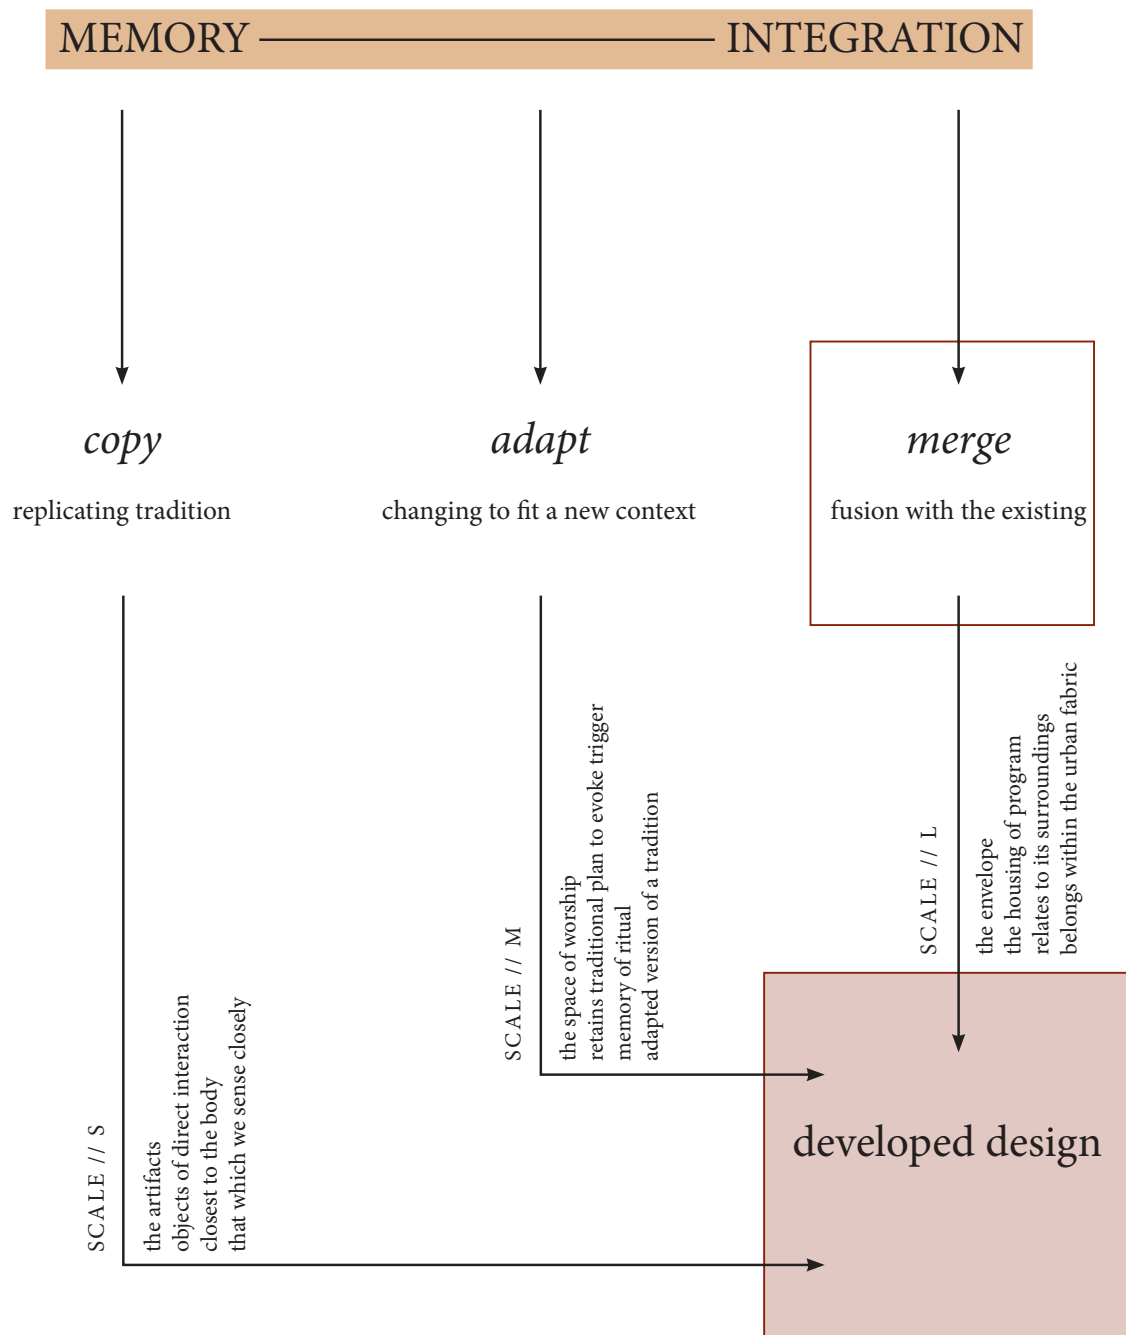 MEMORY INTEGRATION
copy
replicating tradition
adapt
changing to fit a new context
merge
fusion with the existing
SCALE // S
the artifacts
objects of direct interaction
closest to the body
that which we sense closely
SCALE // M
the space of worship
retains traditional plan to evoke trigger
memory of ritual
adapted version of a tradition
SCALE // L
the envelope
the housing of program
relates to its surroundings
belongs within the urban fabric
developed design